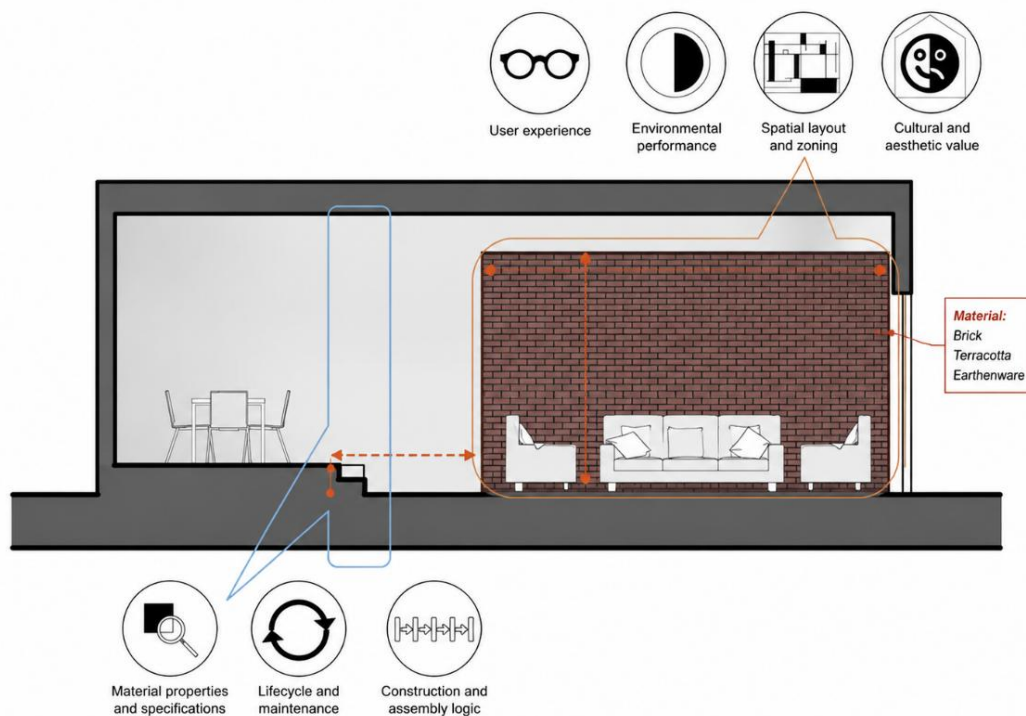 User experience
Environmental
performance
Spatial layout
and zoning
Cultural and
aesthetic value
Material:
Brick
Terracotta
Earthenware
Material properties
and specifications
Lifecycle and
maintenance
Construction and
assembly logic